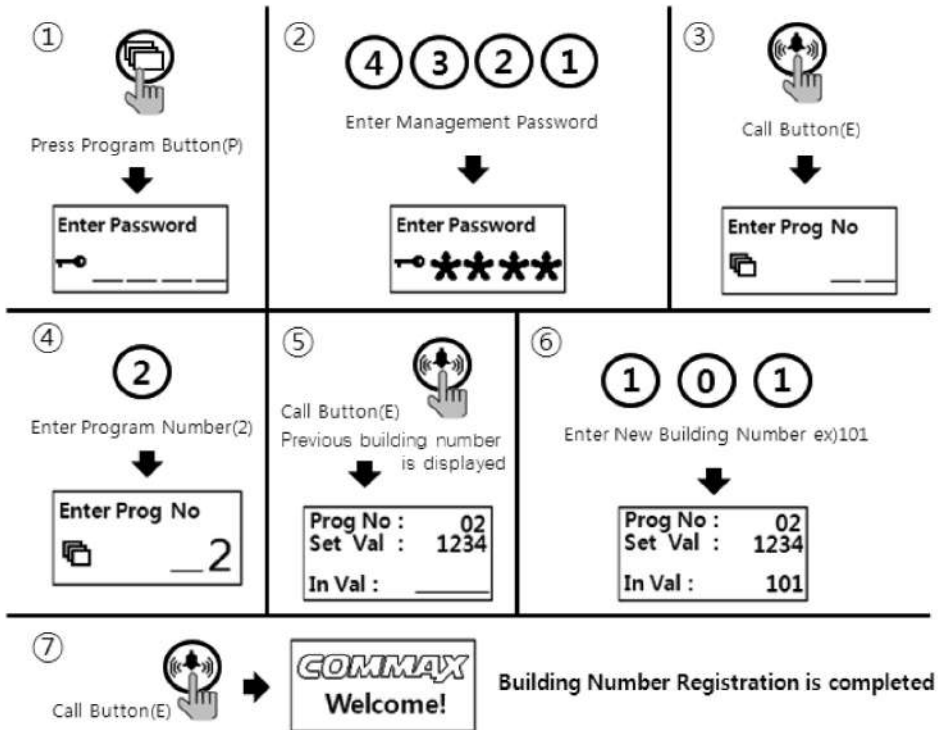 ①
Press Program Button(P)
Enter Password
_ _ _ _
②
4 3 2 1
Enter Management Password
Enter Password
****
③
Call Button(E)
Enter Prog No
_ _
④
2
Enter Program Number(2)
Enter Prog No
_2
⑤
Call Button(E)
Previous building number
is displayed
Prog No : 02
Set Val : 1234
In Val : ____
⑥
1 0 1
Enter New Building Number ex)101
Prog No : 02
Set Val : 1234
In Val : 101
⑦
Call Button(E)
COMMAX
Welcome!
Building Number Registration is completed